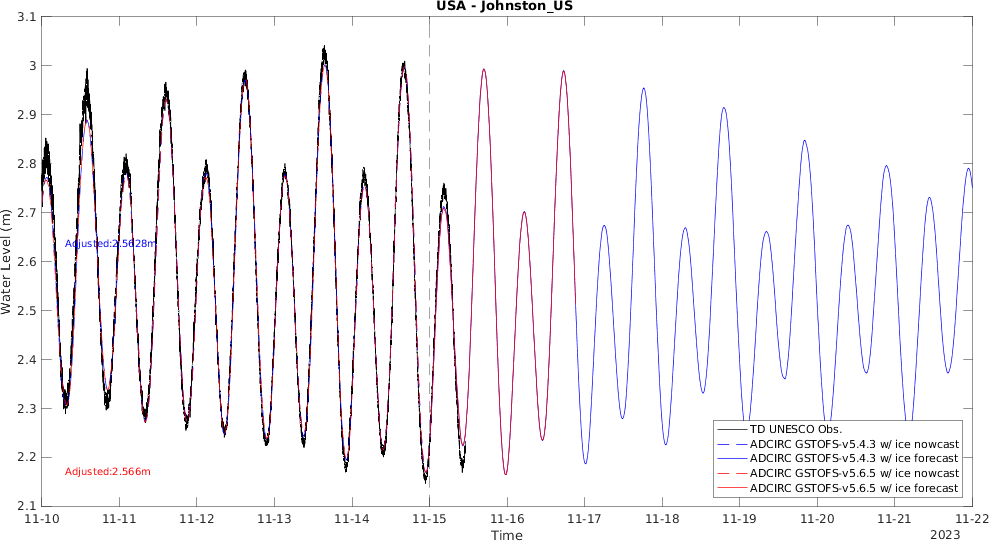 USA - Johnston_US
3.1
3
2.9
2.8
2.7
2.6
2.5
2.4
2.3
2.2
2.1
Water Level (m)
Adjusted:2.5628m
Adjusted:2.566m
TD UNESCO Obs.
ADCIRC GSTOFS-v5.4.3 w/ ice nowcast
ADCIRC GSTOFS-v5.4.3 w/ ice forecast
ADCIRC GSTOFS-v5.6.5 w/ ice nowcast
ADCIRC GSTOFS-v5.6.5 w/ ice forecast
11-10 11-11 11-12 11-13 11-14 11-15 11-16 11-17 11-18 11-19 11-20 11-21 11-22
Time
2023